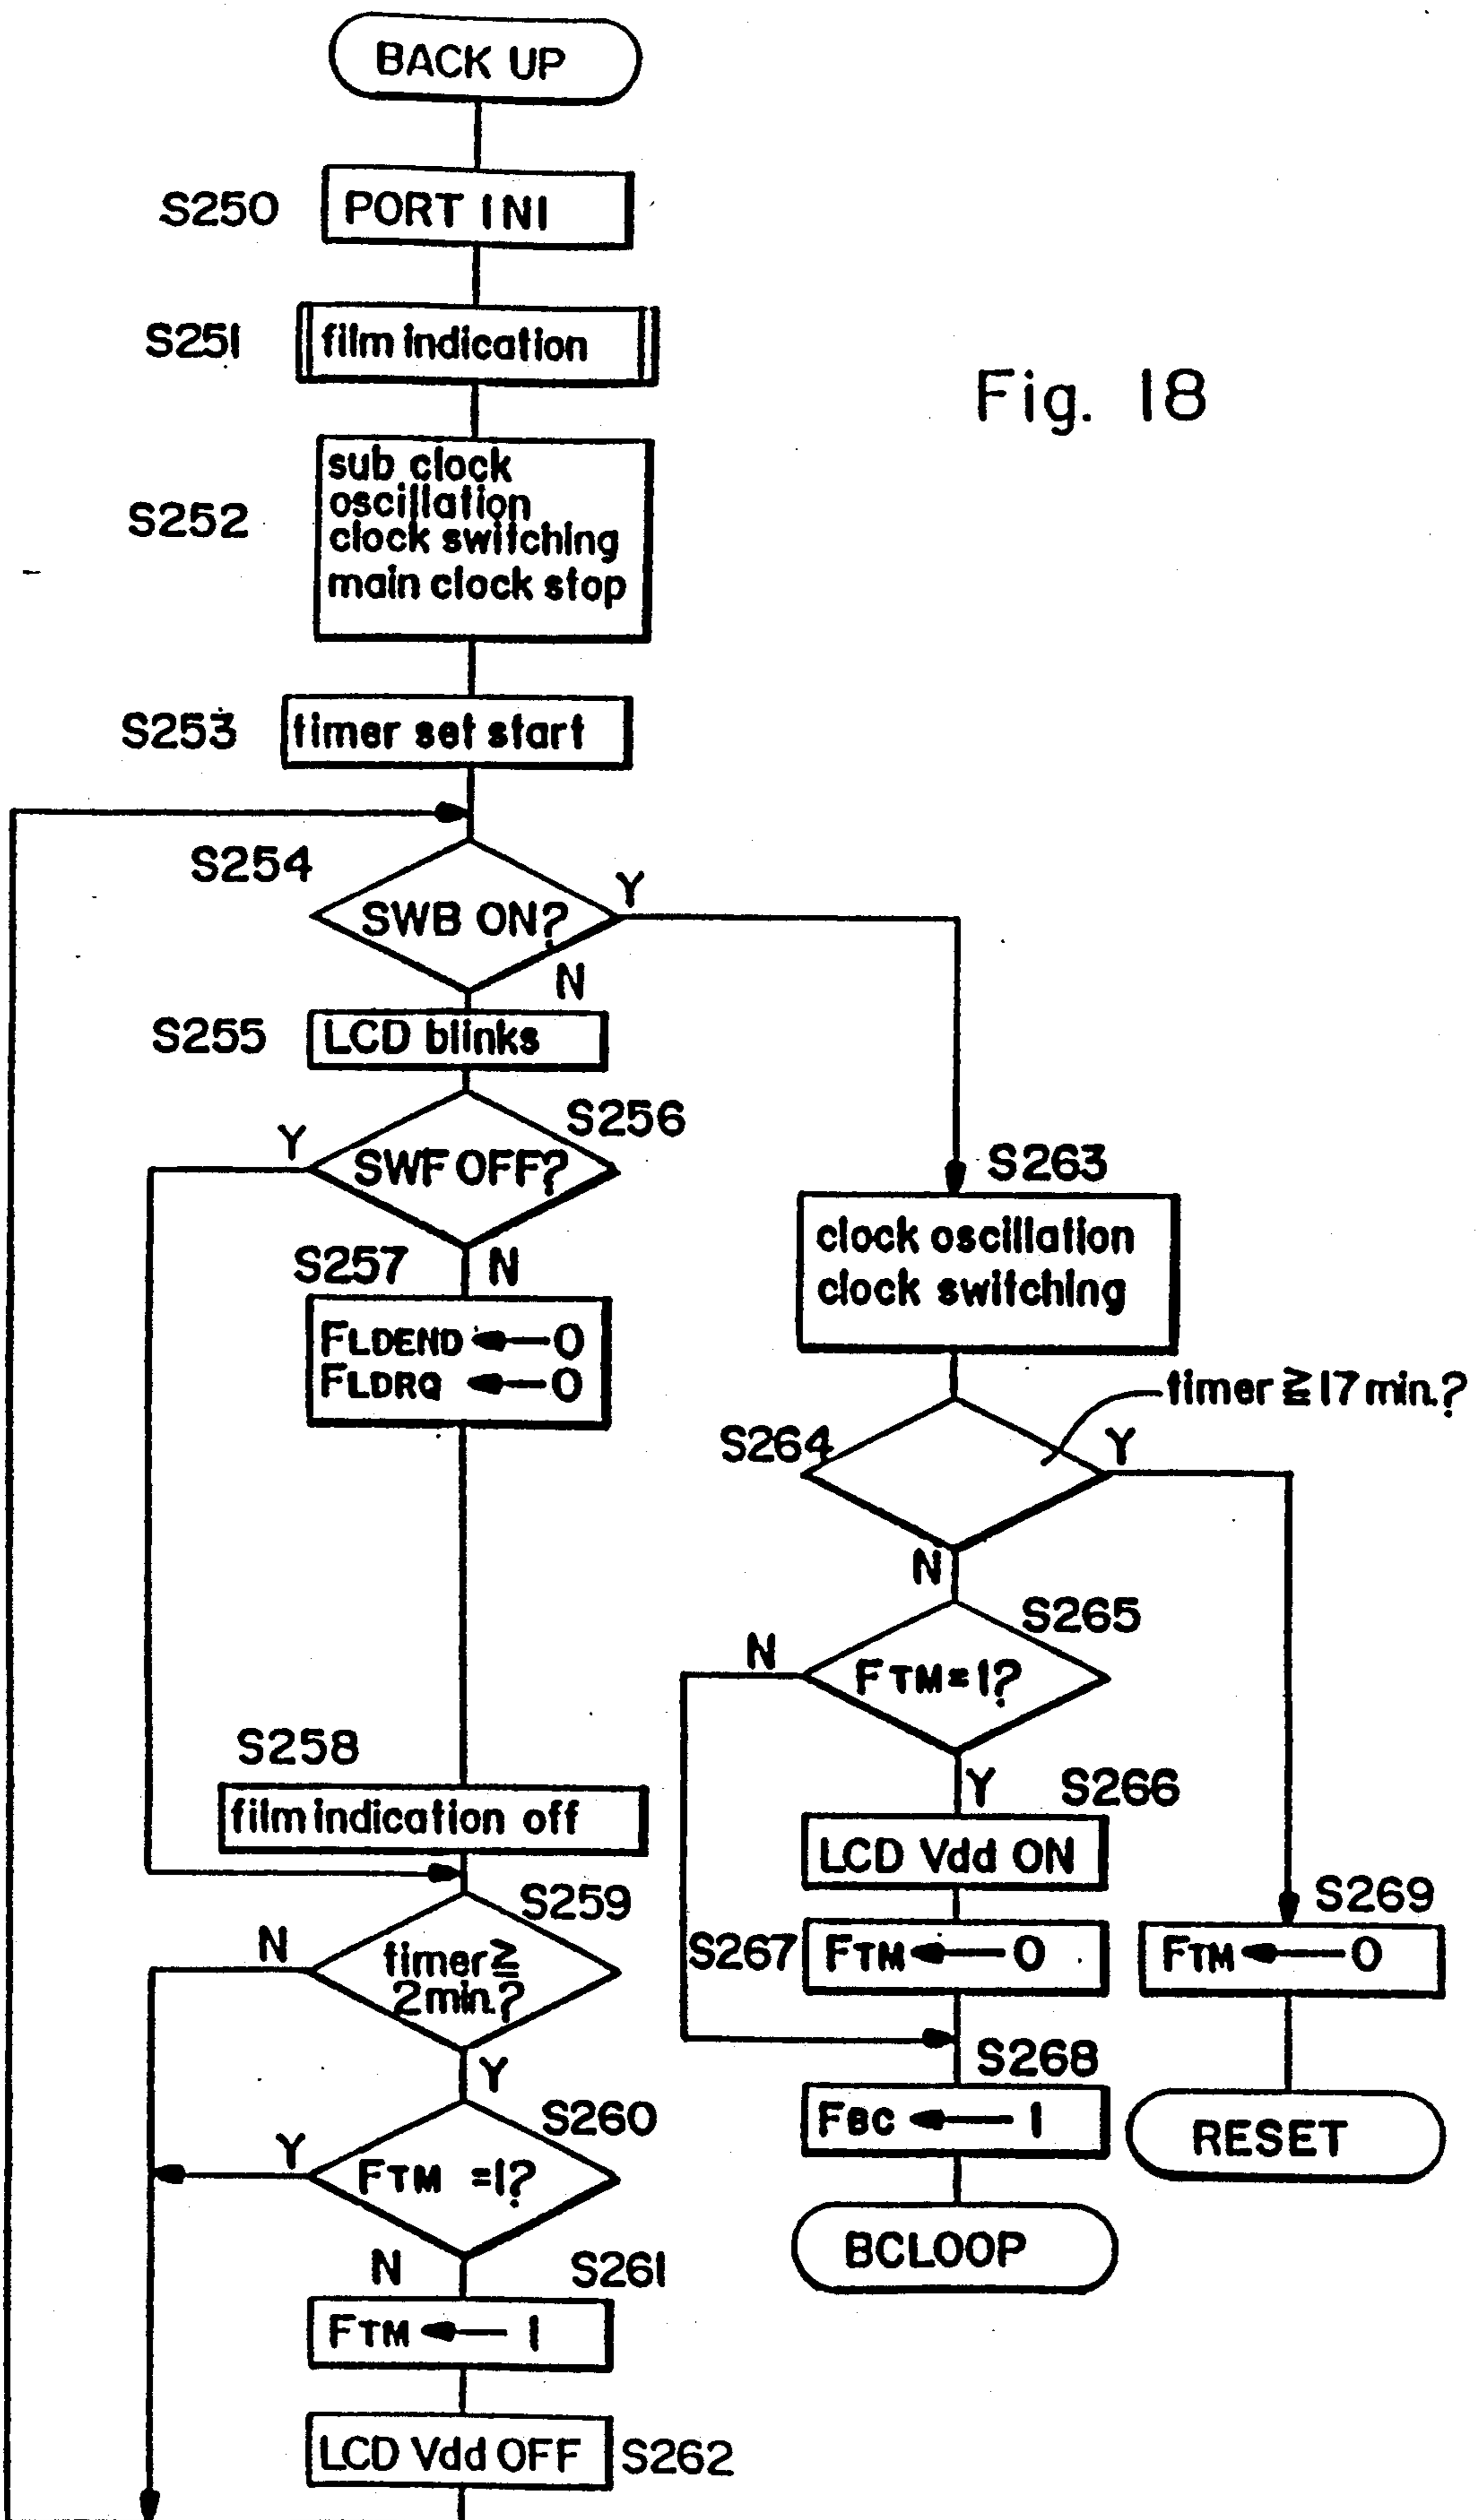 BACK UP
S250
PORT INI
S251
film indication
Fig. 18
S252
sub clock
oscillation
clock switching
main clock stop
S253
timer set start
S254
SWB ON?
Y
N
S255
LCD blinks
S256
Y
SWF OFF?
S257
N
FLDEND ← 0
FLDRQ ← 0
S263
clock oscillation
clock switching
timer ≧ 17 min.?
S264
Y
N
S265
N
FTM=1?
Y
S266
LCD Vdd ON
S267
FTM ← 0
S269
FTM ← 0
S268
FBC ← 1
RESET
BCLOOP
S258
film indication off
S259
N
timer ≧
2 min.?
Y
S260
Y
FTM =1?
N
S261
FTM ← 1
LCD Vdd OFF
S262